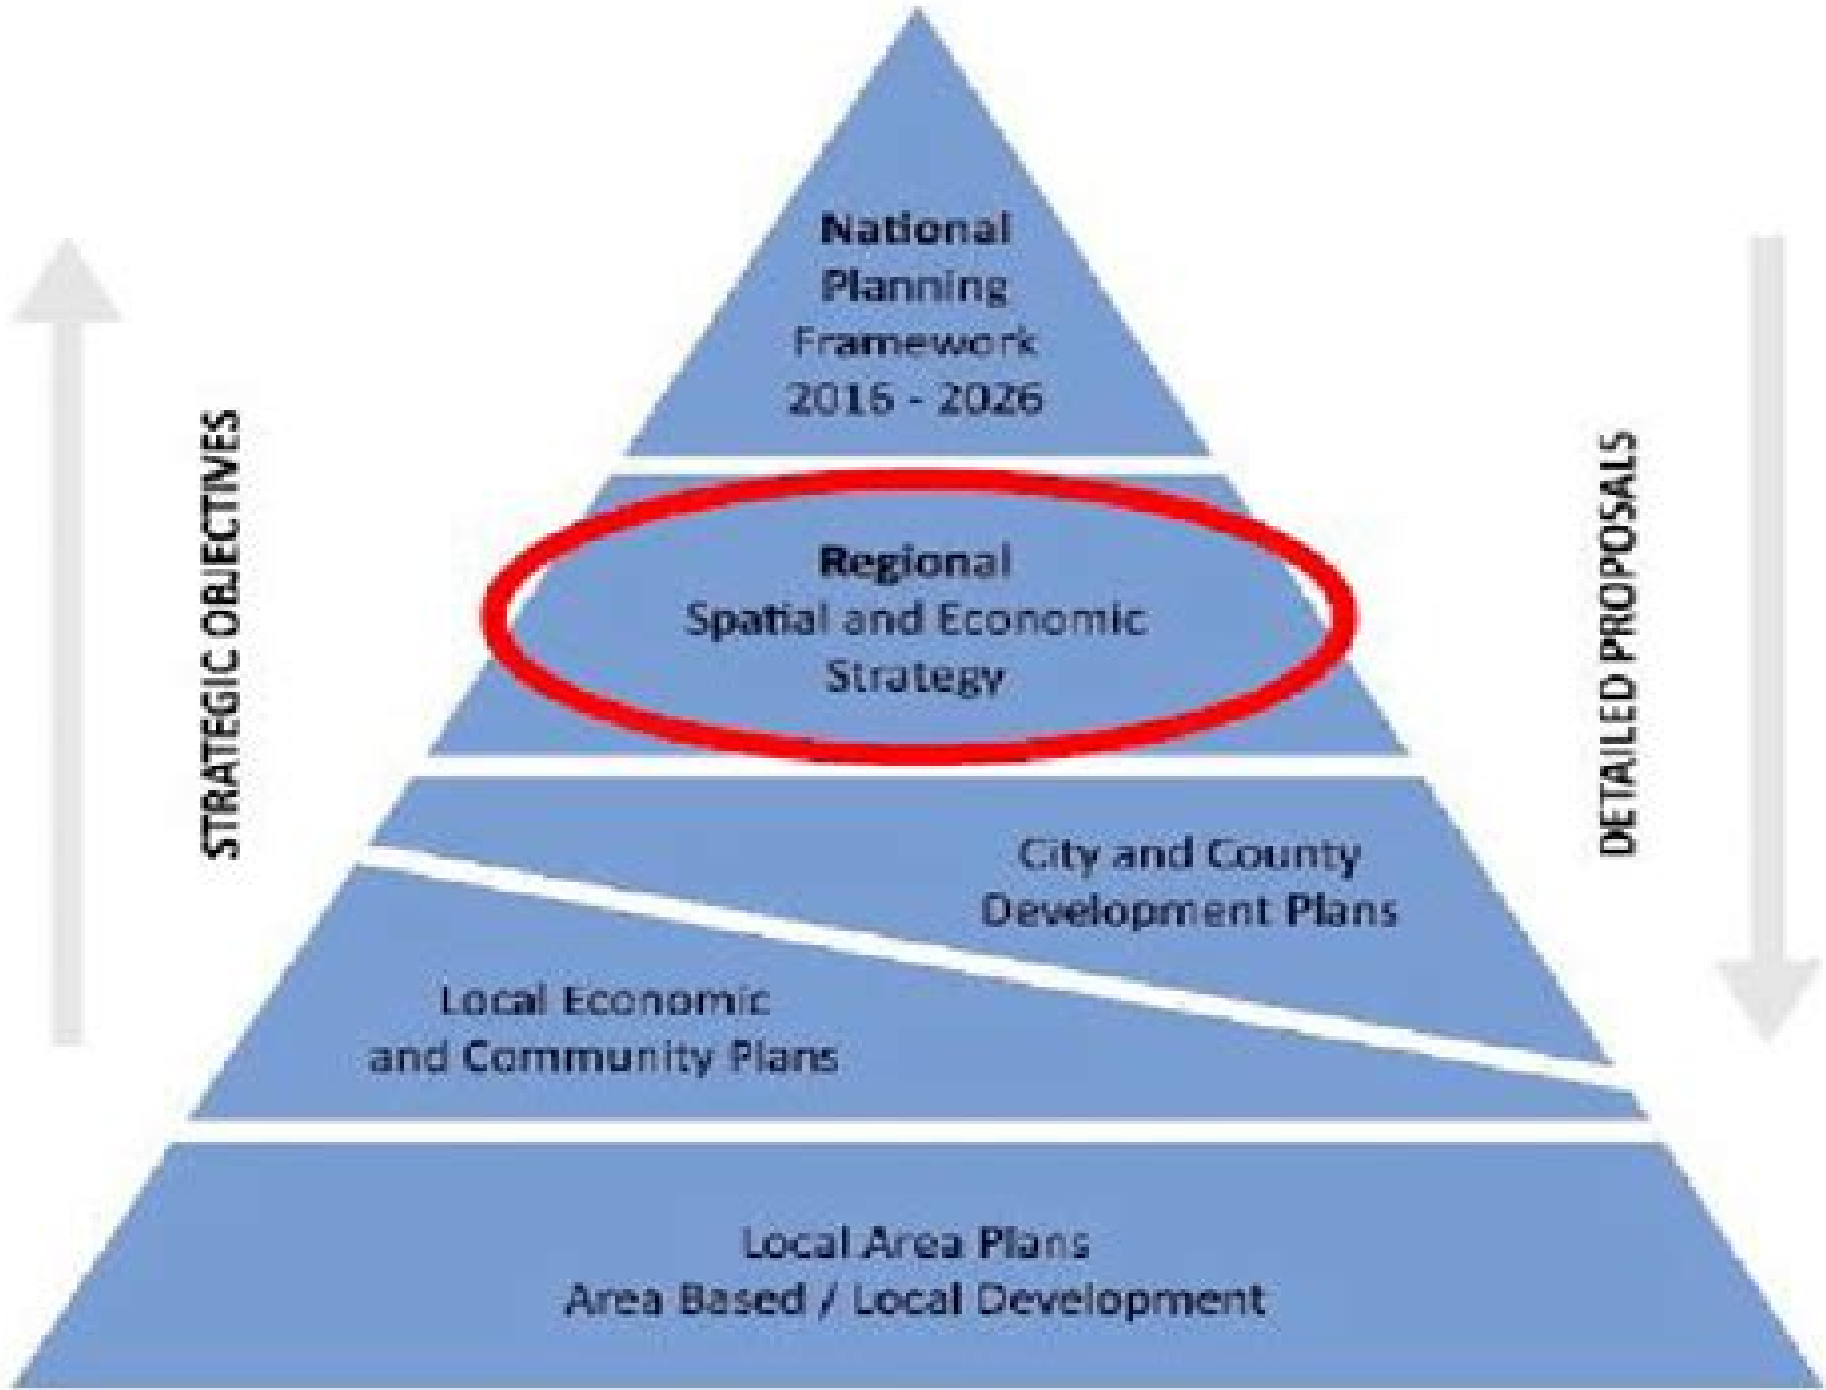 National
Planning
Framework
2016 - 2026
STRATEGIC OBJECTIVES
DETAILED PROPOSALS
Regional
Spatial and Economic
Strategy
City and County
Development Plans
Local Economic
and Community Plans
Local Area Plans
Area Based / Local Development